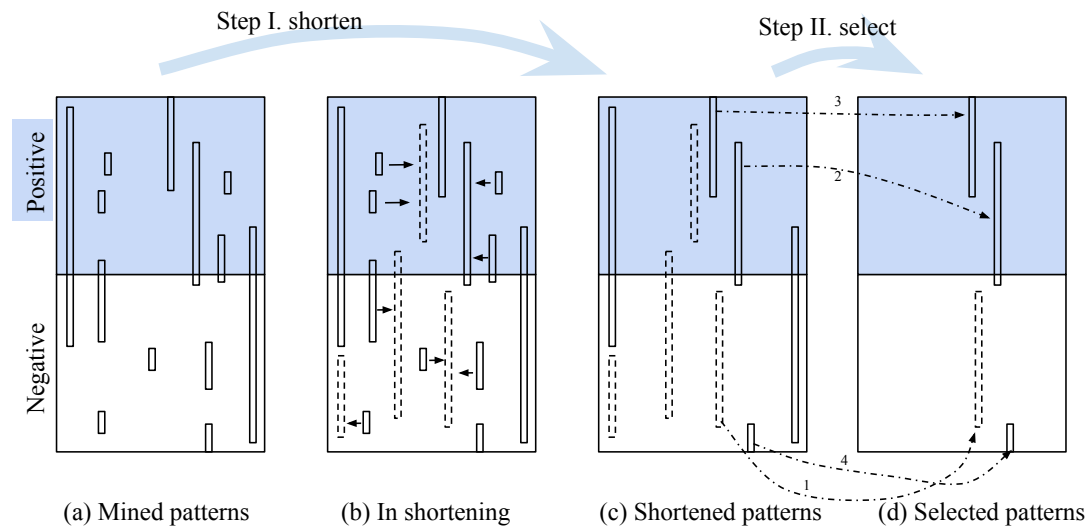 Step I. shorten
Step II. select
Positive
Negative
3
2
1
4
(a) Mined patterns
(b) In shortening
(c) Shortened patterns
(d) Selected patterns